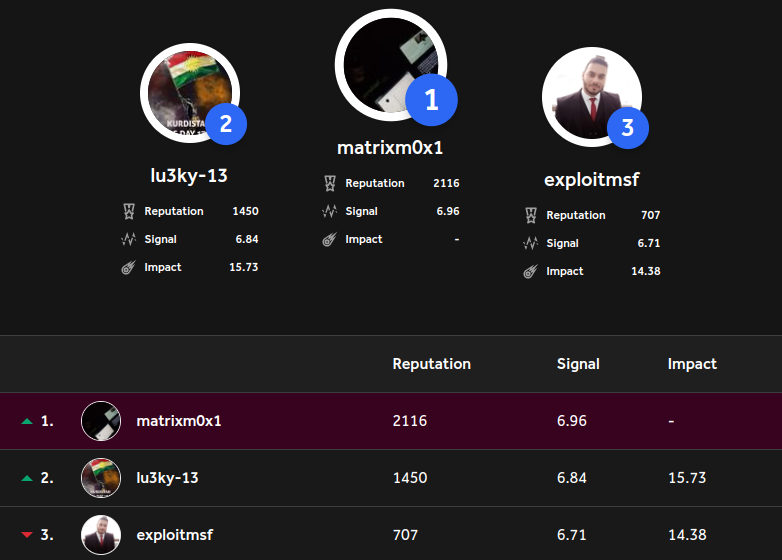 1
2
3
matrixm0x1
Reputation 2116
Signal 6.96
Impact -
lu3ky-13
Reputation 1450
Signal 6.84
Impact 15.73
exploitmsf
Reputation 707
Signal 6.71
Impact 14.38
Reputation Signal Impact
1. matrixm0x1 2116 6.96 -
2. lu3ky-13 1450 6.84 15.73
3. exploitmsf 707 6.71 14.38